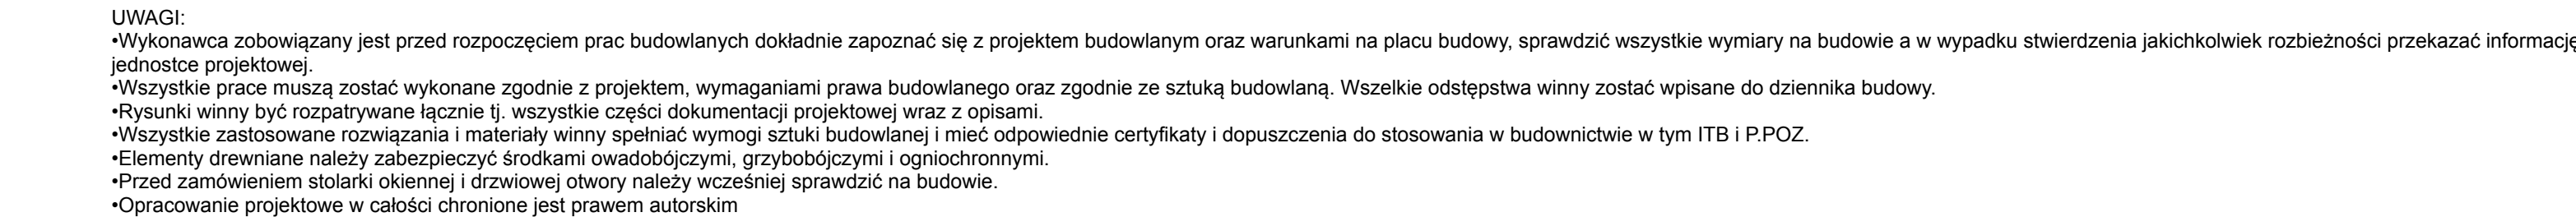 UWAGI:
•Wykonawca zobowiązany jest przed rozpoczęciem prac budowlanych dokładnie zapoznać się z projektem budowlanym oraz warunkami na placu budowy, sprawdzić wszystkie wymiary na budowie a w wypadku stwierdzenia jakichkolwiek rozbieżności przekazać informację
jednostce projektowej.
•Wszystkie prace muszą zostać wykonane zgodnie z projektem, wymaganiami prawa budowlanego oraz zgodnie ze sztuką budowlaną. Wszelkie odstępstwa winny zostać wpisane do dziennika budowy.
•Rysunki winny być rozpatrywane łącznie tj. wszystkie części dokumentacji projektowej wraz z opisami.
•Wszystkie zastosowane rozwiązania i materiały winny spełniać wymogi sztuki budowlanej i mieć odpowiednie certyfikaty i dopuszczenia do stosowania w budownictwie w tym ITB i P.POZ.
•Elementy drewniane należy zabezpieczyć środkami owadobójczymi, grzybobójczymi i ogniochronnymi.
•Przed zamówieniem stolarki okiennej i drzwiowej otwory należy wcześniej sprawdzić na budowie.
•Opracowanie projektowe w całości chronione jest prawem autorskim